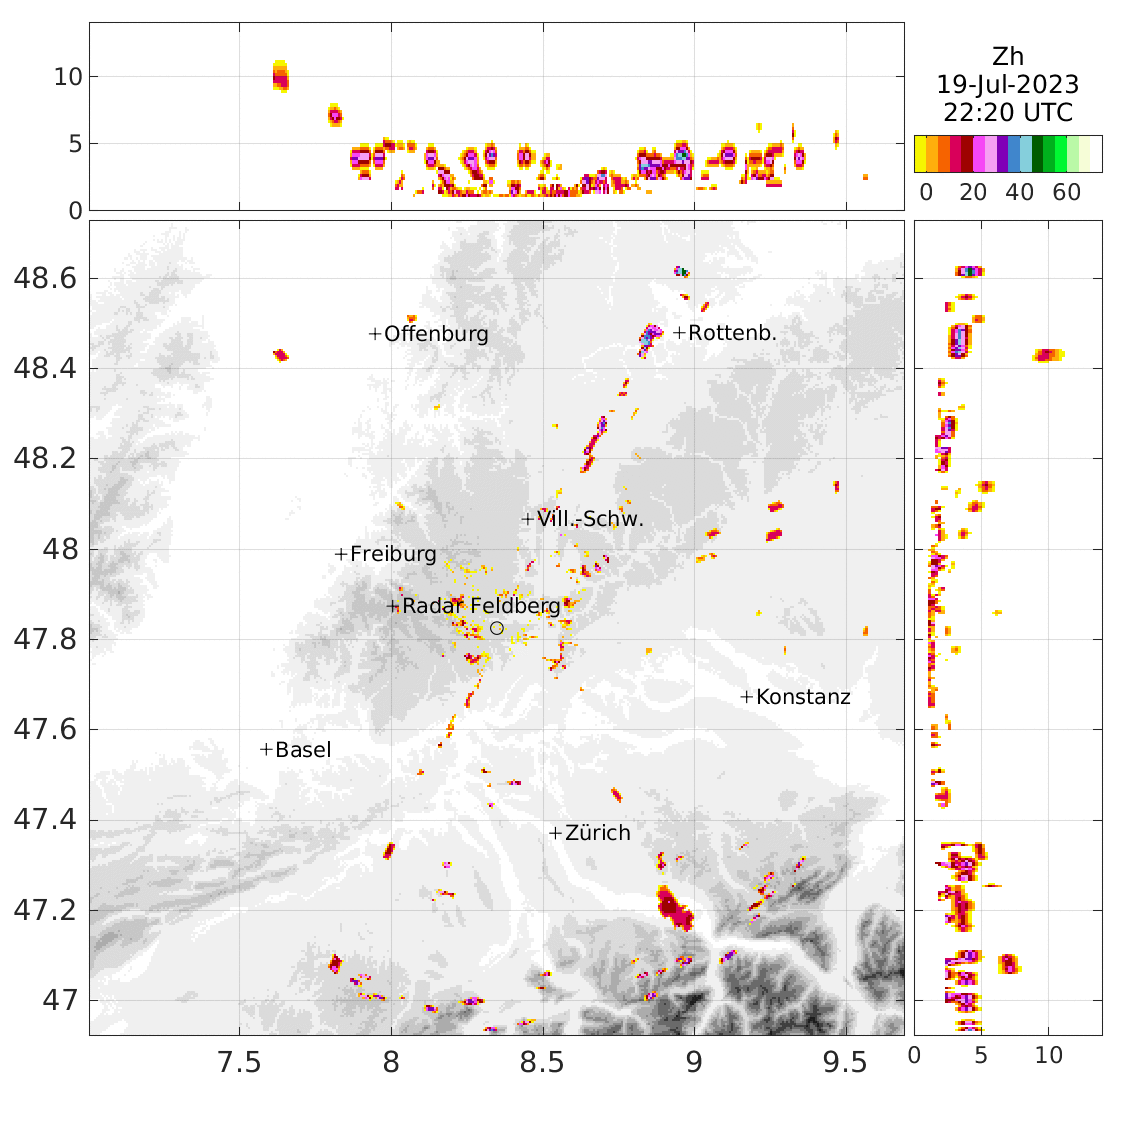 Zh
19-Jul-2023
22:20 UTC
0 20 40 60
10
5
0
48.6
48.4
48.2
48
47.8
47.6
47.4
47.2
47
+Offenburg
+Rottenb.
+Vill.-Schw.
+Freiburg
+Radar Feldberg
+Konstanz
+Basel
+Zürich
7.5 8 8.5 9 9.5
0 5 10